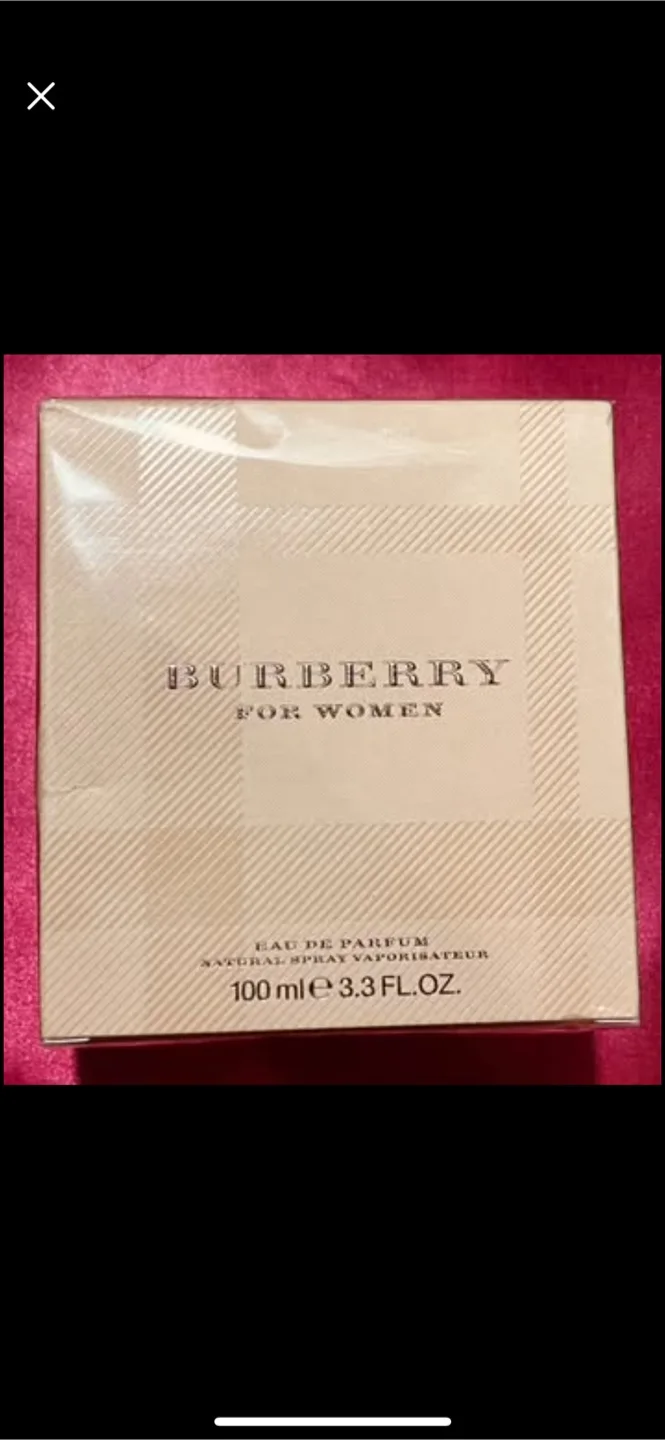 BURBERRY
FOR WOMEN
EAU DE PARFUM
NATURAL SPRAY VAPORISATEUR
100 ml ℮ 3.3 FL.OZ.